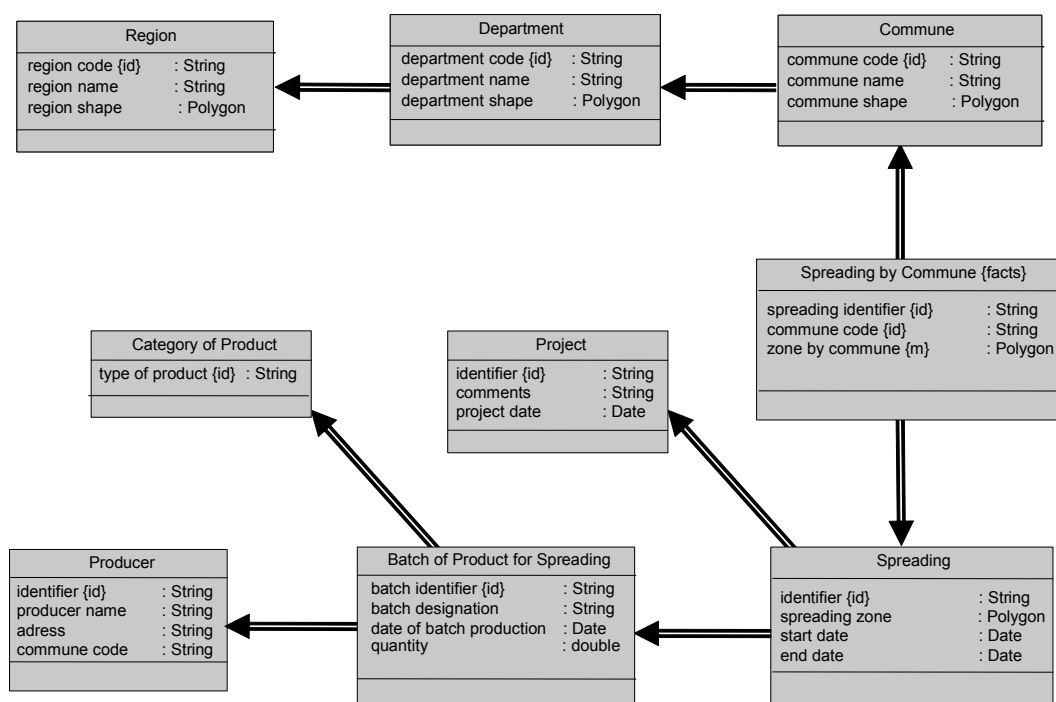 Region
region code {id} : String
region name : String
region shape : Polygon
Department
department code {id} : String
department name : String
department shape : Polygon
Commune
commune code {id} : String
commune name : String
commune shape : Polygon
Spreading by Commune {facts}
spreading identifier {id} : String
commune code {id} : String
zone by commune {m} : Polygon
Category of Product
type of product {id} : String
Project
identifier {id} : String
comments : String
project date : Date
Producer
identifier {id} : String
producer name : String
adress : String
commune code : String
Batch of Product for Spreading
batch identifier {id} : String
batch designation : String
date of batch production : Date
quantity : double
Spreading
identifier {id} : String
spreading zone : Polygon
start date : Date
end date : Date